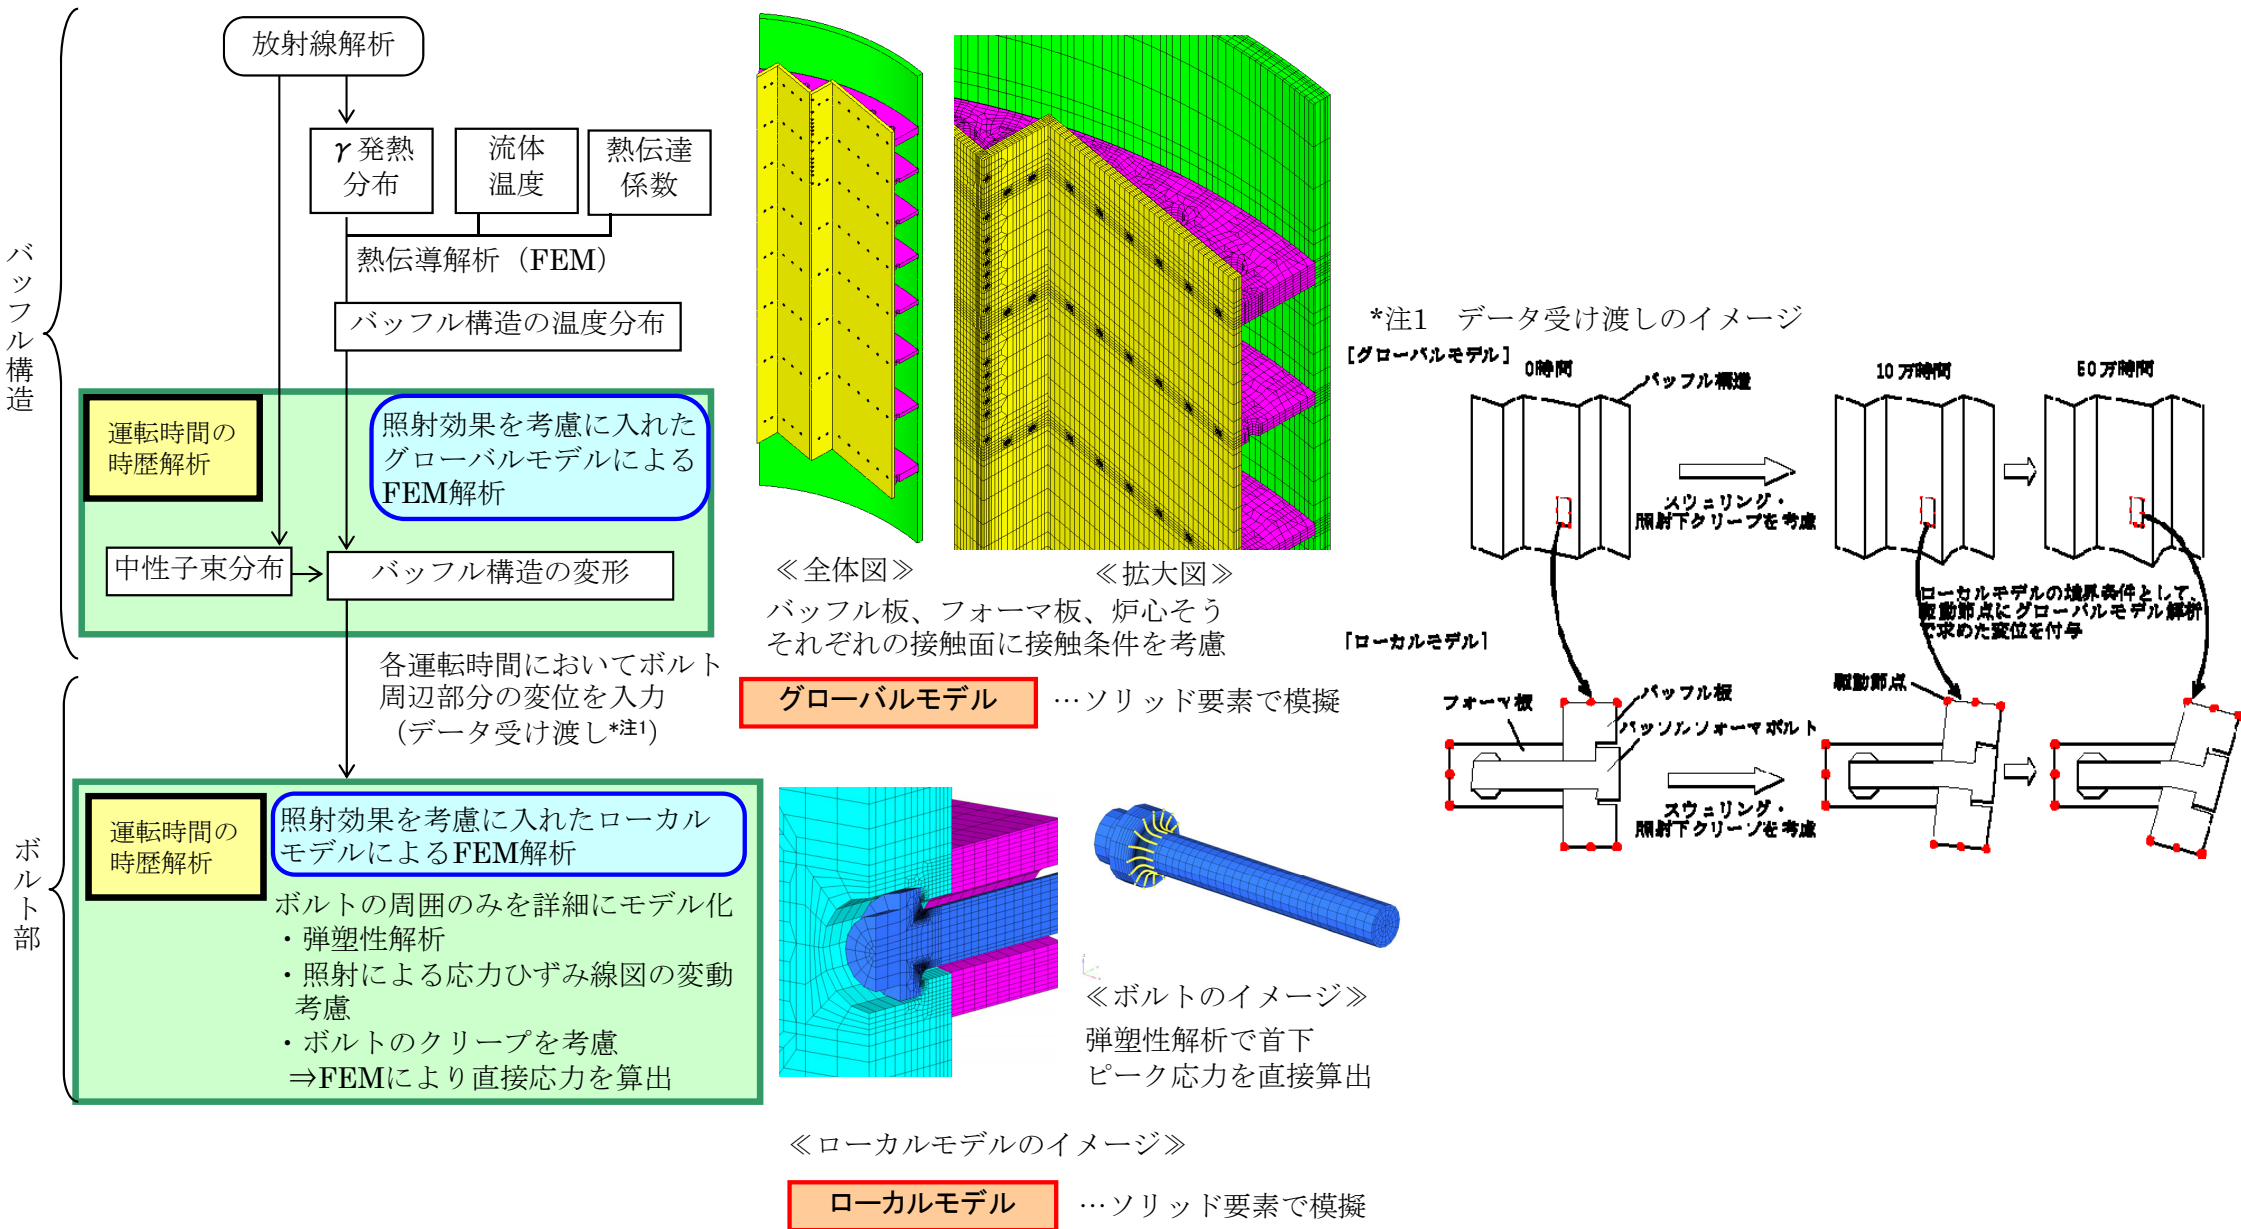 放射線解析
γ発熱
分布
流体
温度
熱伝達
係数
熱伝導解析（FEM）
バッフル構造の温度分布
バッフル構造
運転時間の
時歴解析
照射効果を考慮に入れた
グローバルモデルによる
FEM解析
中性子束分布
バッフル構造の変形
各運転時間においてボルト
周辺部分の変位を入力
（データ受け渡し*注1）
ボルト部
運転時間の
時歴解析
照射効果を考慮に入れたローカル
モデルによるFEM解析
ボルトの周囲のみを詳細にモデル化
・弾塑性解析
・照射による応力ひずみ線図の変動
考慮
・ボルトのクリープを考慮
⇒FEMにより直接応力を算出
≪全体図≫
≪拡大図≫
バッフル板、フォーマ板、炉心そう
それぞれの接触面に接触条件を考慮
グローバルモデル
…ソリッド要素で模擬
≪ボルトのイメージ≫
弾塑性解析で首下
ピーク応力を直接算出
≪ローカルモデルのイメージ≫
ローカルモデル
…ソリッド要素で模擬
*注1　データ受け渡しのイメージ
[グローバルモデル]
0時間
バッフル構造
10万時間
60万時間
スウェリング・
照射下クリープを考慮
ローカルモデルの境界条件として、
駆動節点にグローバルモデル解析
で求めた変位を付与
[ローカルモデル]
フォーマ板
バッフル板
バッフルフォーマボルト
駆動節点
スウェリング・
照射下クリープを考慮